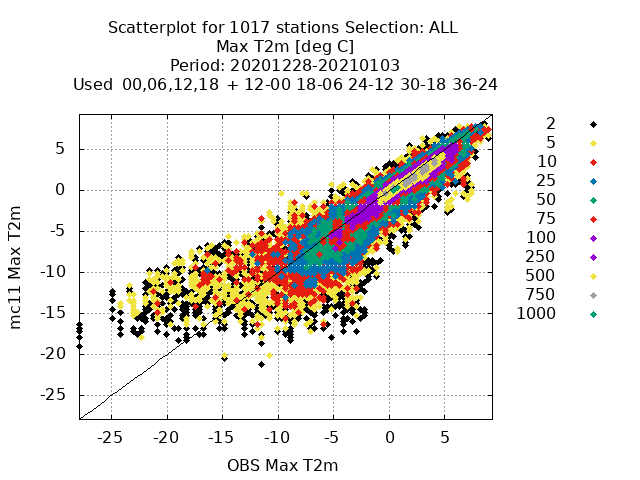 Scatterplot for 1017 stations Selection: ALL
Max T2m [deg C]
Period: 20201228-20210103
Used 00,06,12,18 + 12-00 18-06 24-12 30-18 36-24
mc11 Max T2m
5
0
-5
-10
-15
-20
-25
-25 -20 -15 -10 -5 0 5
OBS Max T2m
2
5
10
25
50
75
100
250
500
750
1000